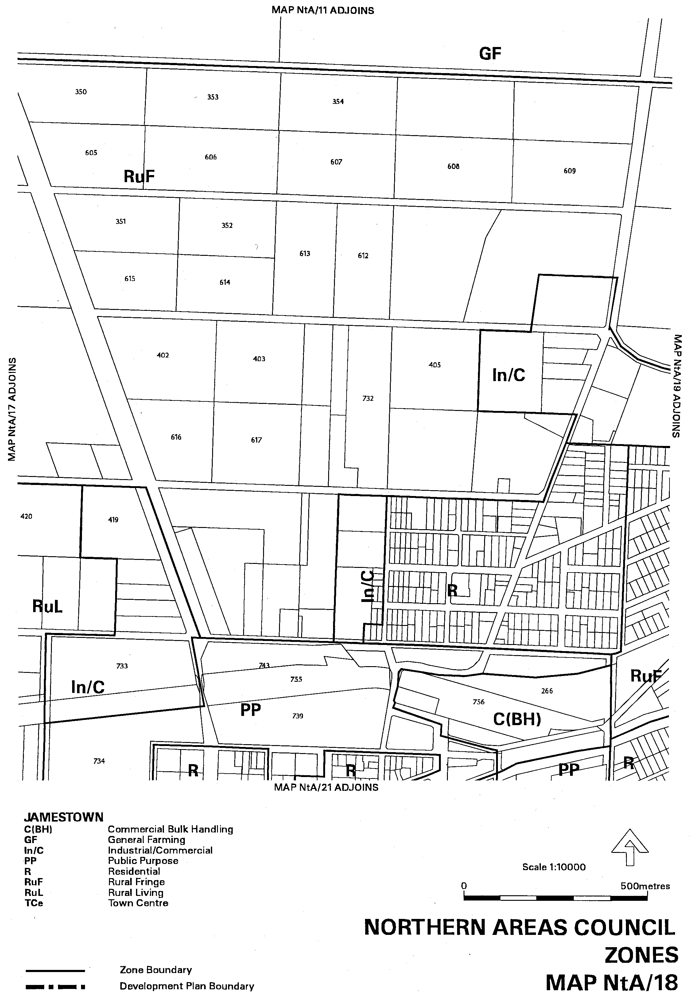 MAP NtA/11 ADJOINS
GF
350
353
354
605
606
607
608
609
RuF
351
352
613
612
615
614
402
403
405
In/C
732
MAP NtA/17 ADJOINS
MAP NtA/19 ADJOINS
616
617
420
419
In/C
R
RuL
733
743
755
RuF
266
In/C
756
PP
739
C(BH)
734
R
R
PP
R
MAP NtA/21 ADJOINS
JAMESTOWN
C(BH) Commercial Bulk Handling
GF General Farming
In/C Industrial/Commercial
PP Public Purpose
R Residential
RuF Rural Fringe
RuL Rural Living
TCe Town Centre
Scale 1:10000
0 500metres
NORTHERN AREAS COUNCIL
ZONES
MAP NtA/18
Zone Boundary
Development Plan Boundary